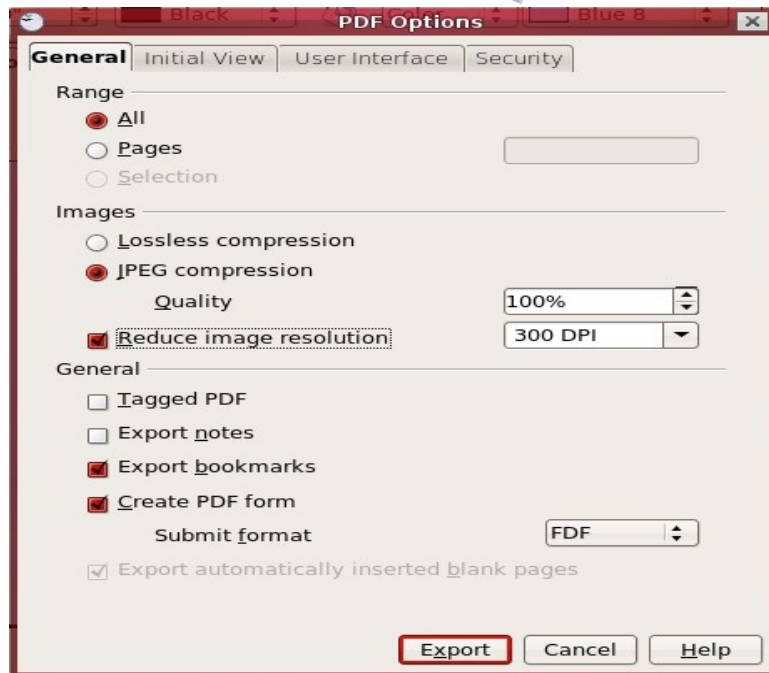 Black Color Blue 8
PDF Options
General Initial View User Interface Security
Range
All
Pages
Selection
Images
Lossless compression
JPEG compression
Quality 100%
Reduce image resolution 300 DPI
General
Tagged PDF
Export notes
Export bookmarks
Create PDF form
Submit format FDF
Export automatically inserted blank pages
Export Cancel Help